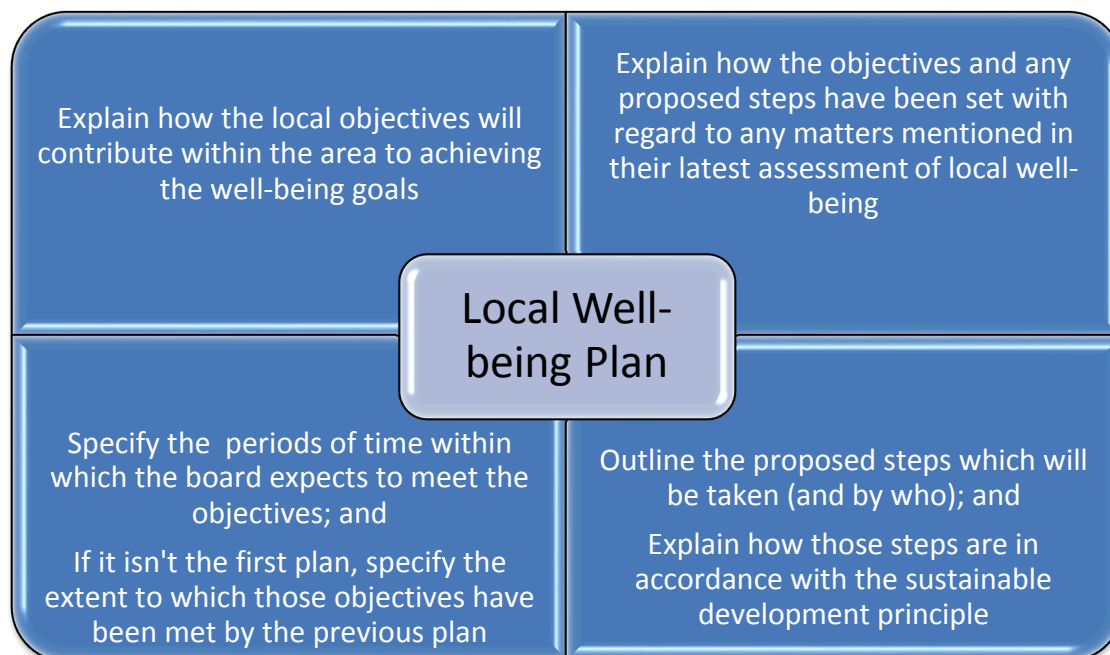 Explain how the local objectives will
contribute within the area to achieving
the well-being goals
Explain how the objectives and any
proposed steps have been set with
regard to any matters mentioned in
their latest assessment of local well-
being
Local Well-
being Plan
Specify the  periods of time within
which the board expects to meet the
objectives; and
If it isn't the first plan, specify the
extent to which those objectives have
been met by the previous plan
Outline the proposed steps which will
be taken (and by who); and
Explain how those steps are in
accordance with the sustainable
development principle